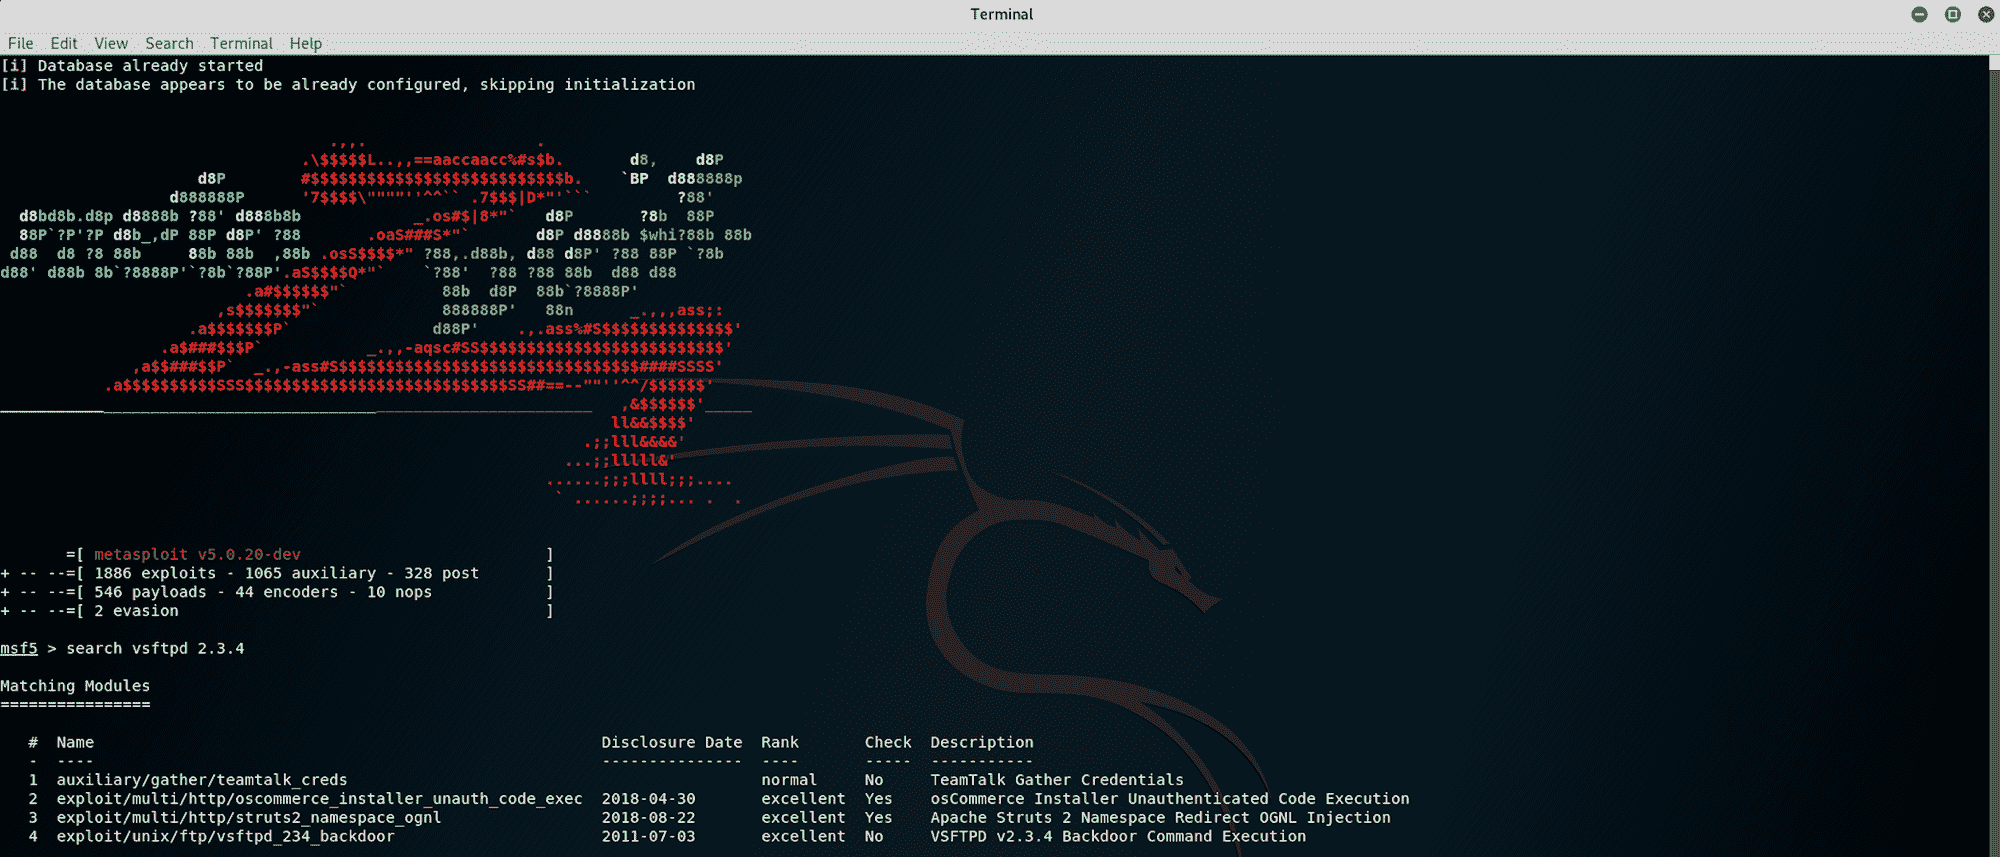 Terminal
File Edit View Search Terminal Help
[i] Database already started
[i] The database appears to be already configured, skipping initialization
=[ metasploit v5.0.20-dev ]
+ -- --=[ 1886 exploits - 1065 auxiliary - 328 post ]
+ -- --=[ 546 payloads - 44 encoders - 10 nops ]
+ -- --=[ 2 evasion ]
msf5 > search vsftpd 2.3.4
Matching Modules
================
# Name Disclosure Date Rank Check Description
- ---- --------------- ---- ----- -----------
1 auxiliary/gather/teamtalk_creds normal No TeamTalk Gather Credentials
2 exploit/multi/http/oscommerce_installer_unauth_code_exec 2018-04-30 excellent Yes osCommerce Installer Unauthenticated Code Execution
3 exploit/multi/http/struts2_namespace_ognl 2018-08-22 excellent Yes Apache Struts 2 Namespace Redirect OGNL Injection
4 exploit/unix/ftp/vsftpd_234_backdoor 2011-07-03 excellent No VSFTPD v2.3.4 Backdoor Command Execution